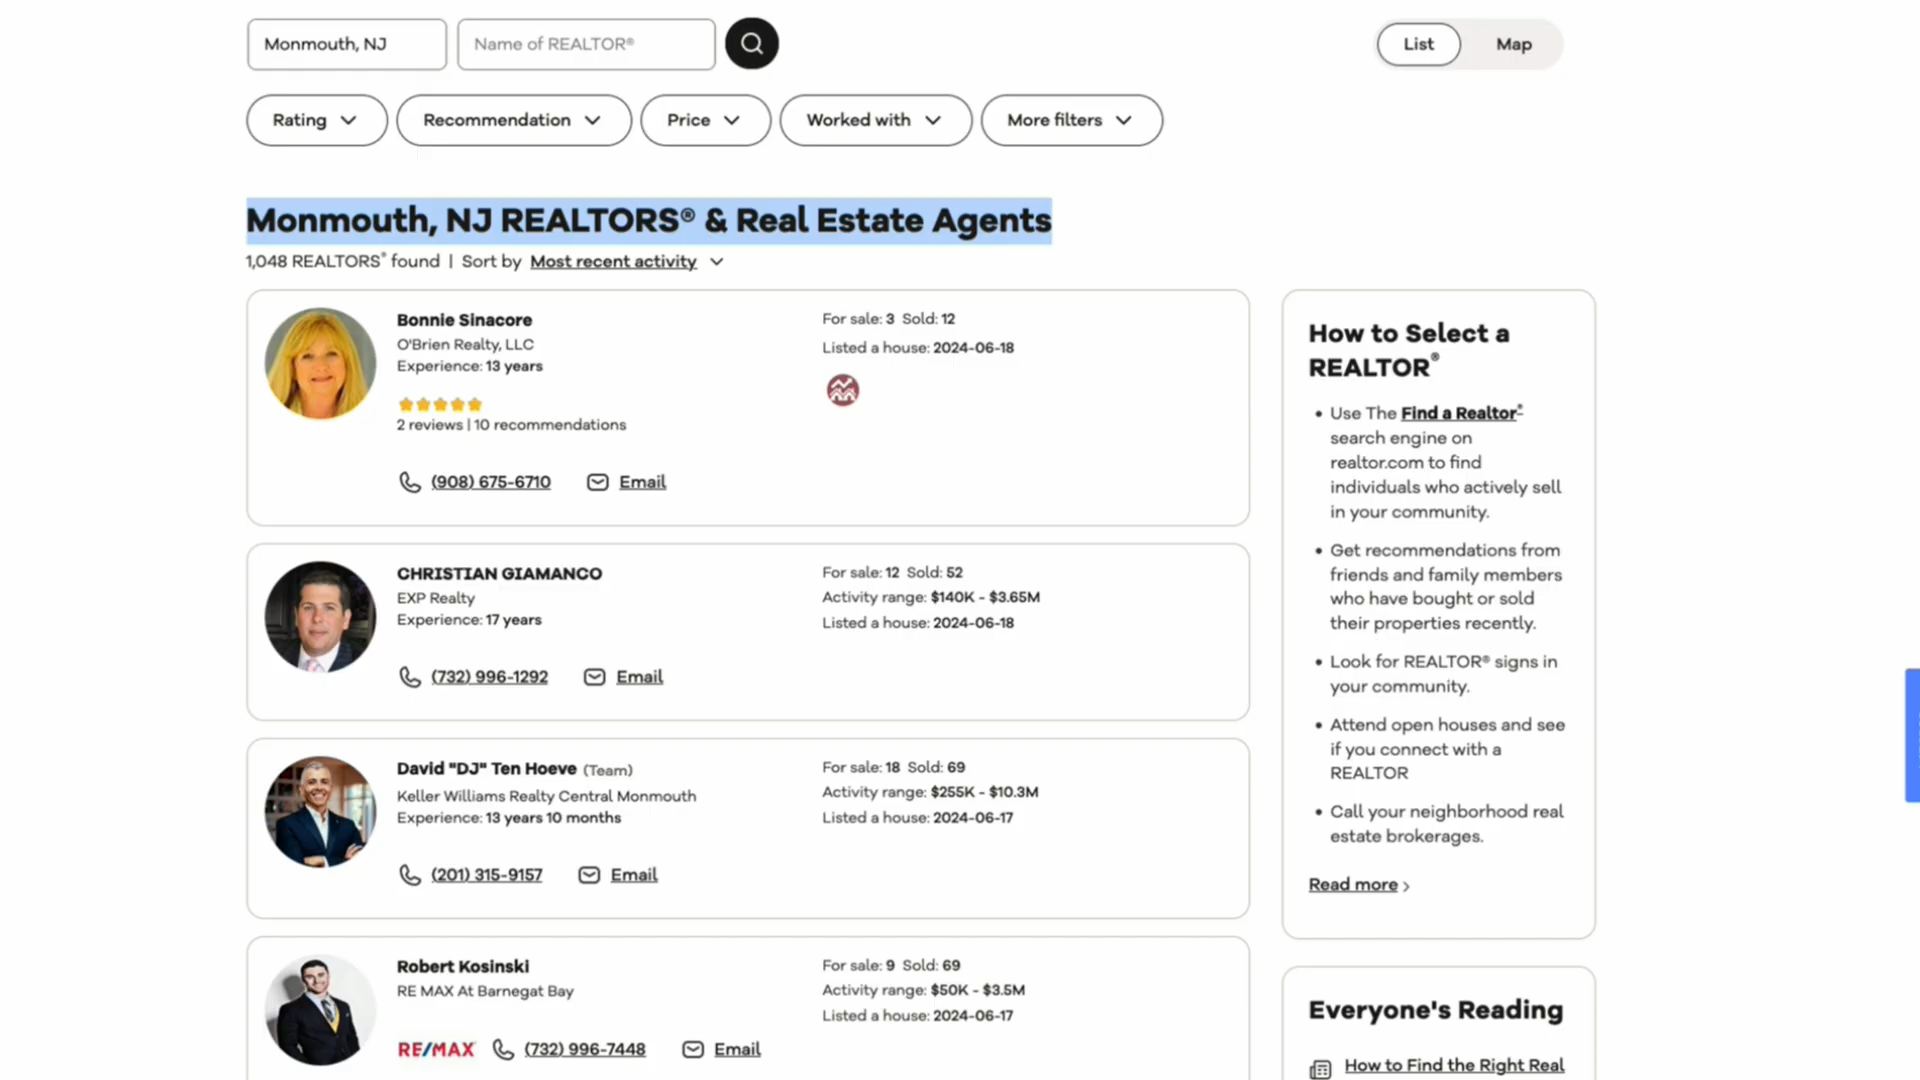 Monmouth, NJ
Name of REALTOR®
List
Map
Rating
Recommendation
Price
Worked with
More filters
Monmouth, NJ REALTORS® & Real Estate Agents
1,048 REALTORS® found | Sort by Most recent activity
Bonnie Sinacore
O'Brien Realty, LLC
Experience: 13 years
2 reviews | 10 recommendations
(908) 675-6710
Email
For sale: 3 Sold: 12
Listed a house: 2024-06-18
CHRISTIAN GIAMANCO
EXP Realty
Experience: 17 years
(732) 996-1292
Email
For sale: 12 Sold: 52
Activity range: $140K - $3.65M
Listed a house: 2024-06-18
David "DJ" Ten Hoeve (Team)
Keller Williams Realty Central Monmouth
Experience: 13 years 10 months
(201) 315-9157
Email
For sale: 18 Sold: 69
Activity range: $255K - $10.3M
Listed a house: 2024-06-17
Robert Kosinski
RE MAX At Barnegat Bay
RE/MAX
(732) 996-7448
Email
For sale: 9 Sold: 69
Activity range: $50K - $3.5M
Listed a house: 2024-06-17
How to Select a
REALTOR®
• Use The Find a Realtor®
search engine on
realtor.com to find
individuals who actively sell
in your community.
• Get recommendations from
friends and family members
who have bought or sold
their properties recently.
• Look for REALTOR® signs in
your community.
• Attend open houses and see
if you connect with a
REALTOR
• Call your neighborhood real
estate brokerages.
Read more ›
Everyone's Reading
How to Find the Right Real